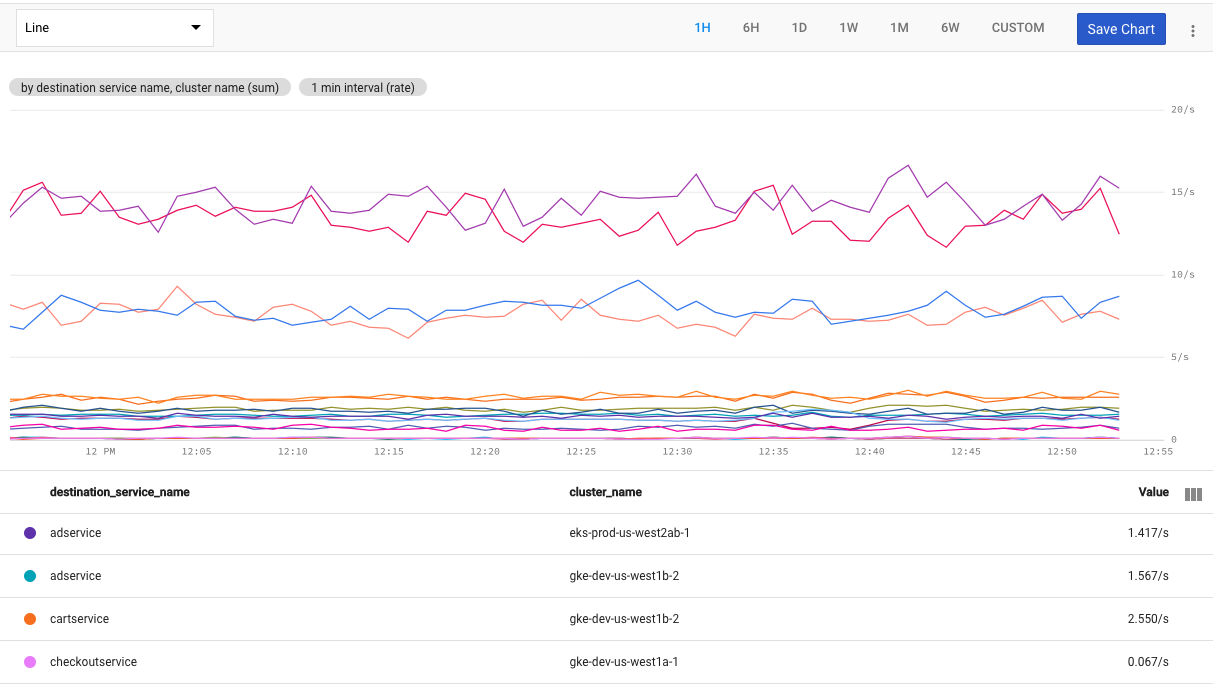 Line 1H 6H 1D 1W 1M 6W CUSTOM Save Chart
by destination service name, cluster name (sum) 1 min interval (rate)
20/s
15/s
10/s
5/s
0
12 PM 12:05 12:10 12:15 12:20 12:25 12:30 12:35 12:40 12:45 12:50 12:55
destination_service_name cluster_name Value
adservice eks-prod-us-west2ab-1 1.417/s
adservice gke-dev-us-west1b-2 1.567/s
cartservice gke-dev-us-west1b-2 2.550/s
checkoutservice gke-dev-us-west1a-1 0.067/s